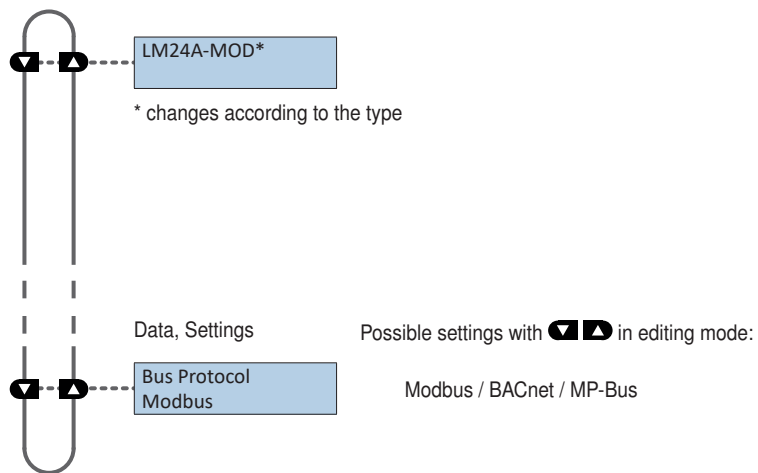 LM24A-MOD*
* changes according to the type
Data, Settings
Possible settings with ▼ ▲ in editing mode:
Bus Protocol
Modbus
Modbus / BACnet / MP-Bus